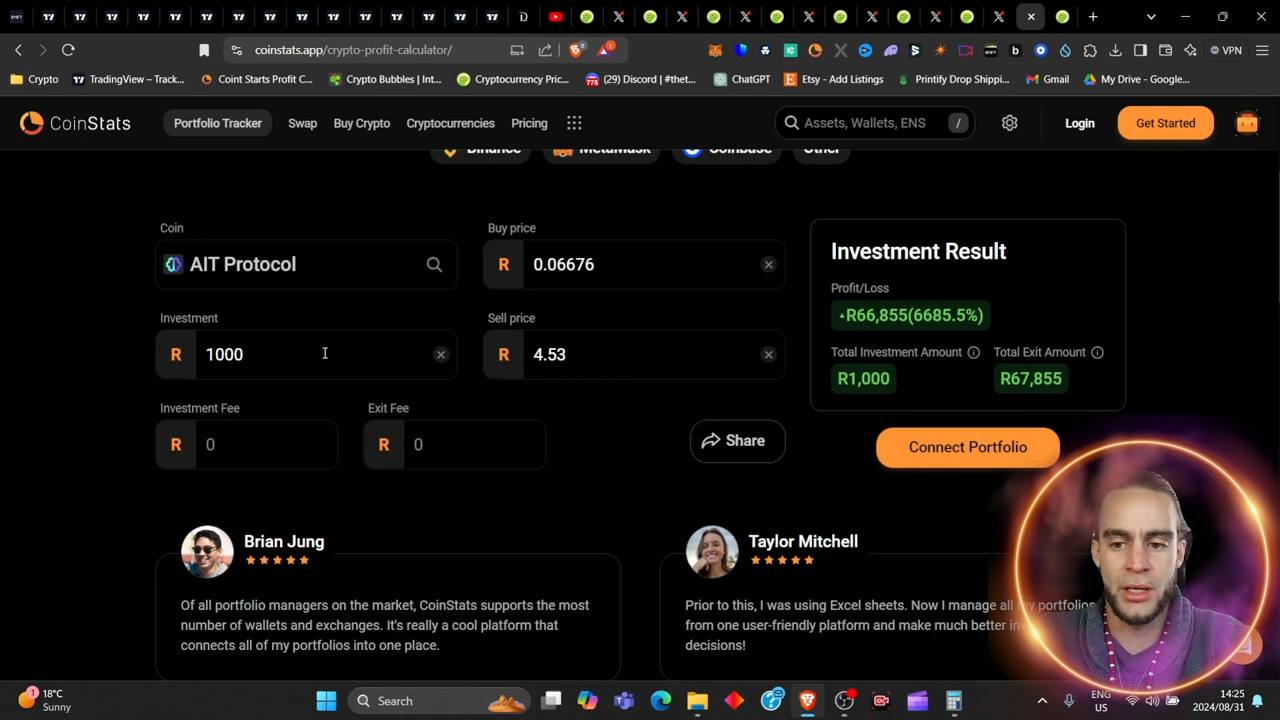 coinstats.app/crypto-profit-calculator/
VPN
Crypto
TradingView – Track...
Coint Starts Profit C...
Crypto Bubbles | Int...
Cryptocurrency Pric...
(29) Discord | #thet...
ChatGPT
Etsy - Add Listings
Printify Drop Shippi...
Gmail
My Drive - Google...
CoinStats
Portfolio Tracker
Swap
Buy Crypto
Cryptocurrencies
Pricing
Assets, Wallets, ENS
/
Login
Get Started
Binance
MetaMask
Coinbase
Other
Coin
AIT Protocol
Buy price
R 0.06676
Investment
R 1000
Sell price
R 4.53
Investment Fee
R 0
Exit Fee
R 0
Share
Investment Result
Profit/Loss
R66,855(6685.5%)
Total Investment Amount
R1,000
Total Exit Amount
R67,855
Connect Portfolio
Brian Jung
Of all portfolio managers on the market, CoinStats supports the most
number of wallets and exchanges. It's really a cool platform that
connects all of my portfolios into one place.
Taylor Mitchell
Prior to this, I was using Excel sheets. Now I manage all my portfolios
from one user-friendly platform and make much better
decisions!
1
18°C
Sunny
Search
ENG
US
14:25
2024/08/31